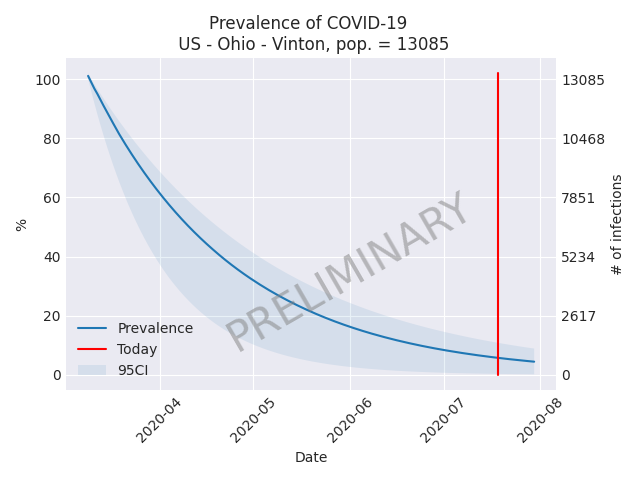 Prevalence of COVID-19
US - Ohio - Vinton, pop. = 13085
100
80
60
40
20
0
%
13085
10468
7851
5234
2617
0
# of infections
PRELIMINARY
Prevalence
Today
95CI
2020-04
2020-05
2020-06
2020-07
2020-08
Date